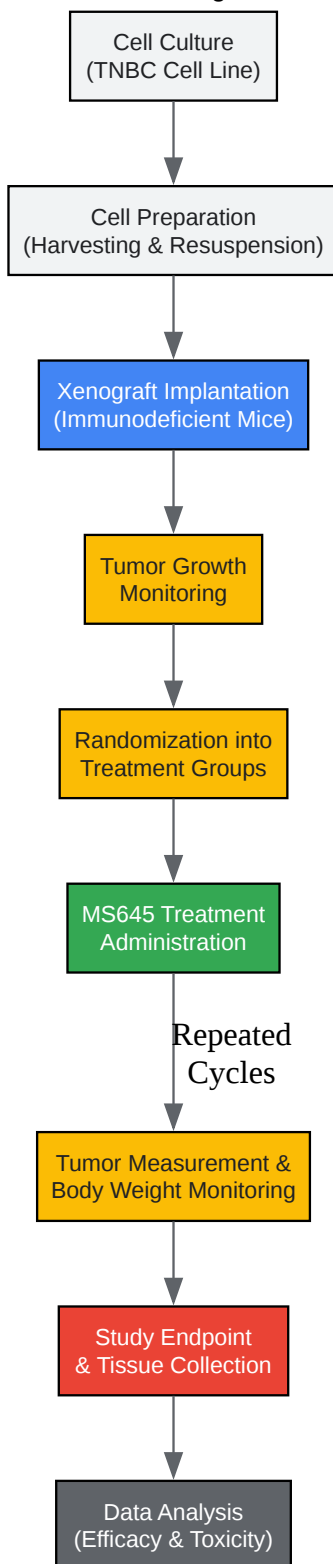 Cell Culture
(TNBC Cell Line)
Cell Preparation
(Harvesting & Resuspension)
Xenograft Implantation
(Immunodeficient Mice)
Tumor Growth
Monitoring
Randomization into
Treatment Groups
MS645 Treatment
Administration
Repeated
Cycles
Tumor Measurement &
Body Weight Monitoring
Study Endpoint
& Tissue Collection
Data Analysis
(Efficacy & Toxicity)